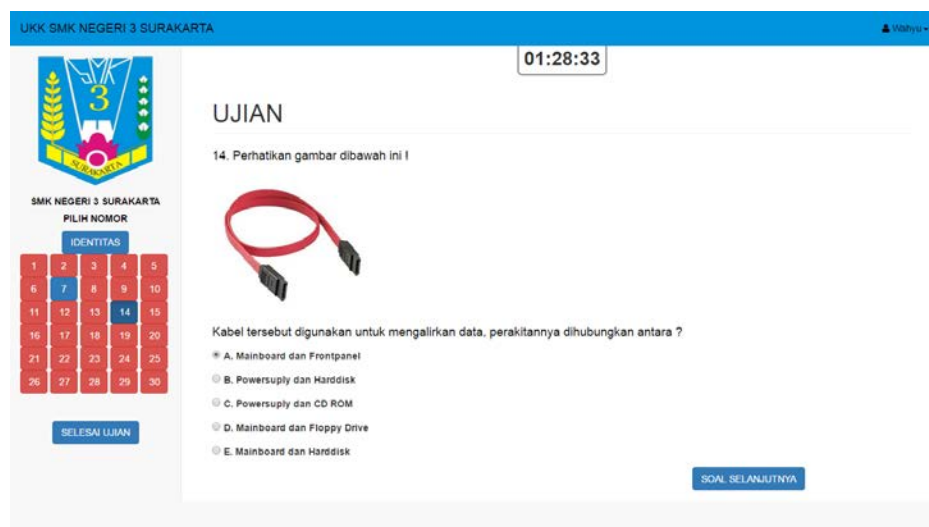 UKK SMK NEGERI 3 SURAKARTA
Wahyu
01:28:33
SMK
3
SURAKARTA
SMK NEGERI 3 SURAKARTA
PILIH NOMOR
IDENTITAS
1 2 3 4 5
6 7 8 9 10
11 12 13 14 15
16 17 18 19 20
21 22 23 24 25
26 27 28 29 30
SELESAI UJIAN
UJIAN
14. Perhatikan gambar dibawah ini !
Kabel tersebut digunakan untuk mengalirkan data, perakitannya dihubungkan antara ?
A. Mainboard dan Frontpanel
B. Powersuply dan Harddisk
C. Powersuply dan CD ROM
D. Mainboard dan Floppy Drive
E. Mainboard dan Harddisk
SOAL SELANJUTNYA